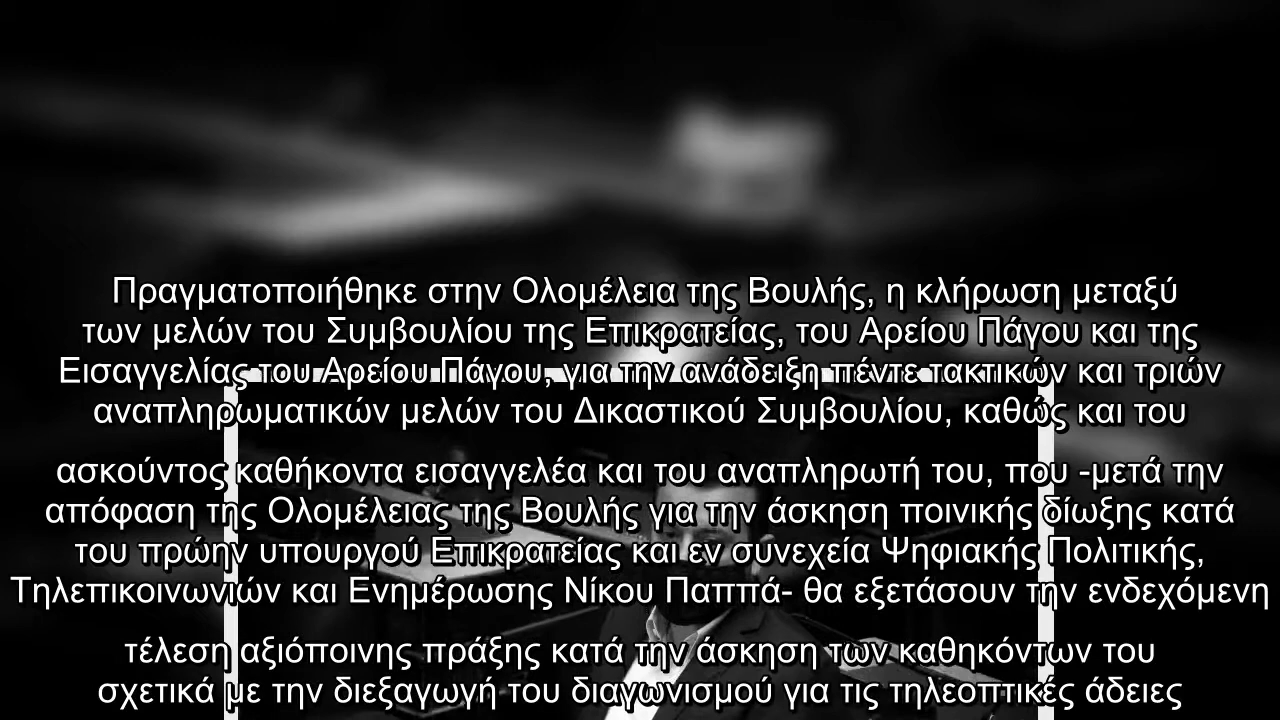 Πραγματοποιήθηκε στην Ολομέλεια της Βουλής, η κλήρωση μεταξύ
των μελών του Συμβουλίου της Επικρατείας, του Αρείου Πάγου και της
Εισαγγελίας του Αρείου Πάγου, για την ανάδειξη πέντε τακτικών και τριών
αναπληρωματικών μελών του Δικαστικού Συμβουλίου, καθώς και του
ασκούντος καθήκοντα εισαγγελέα και του αναπληρωτή του, που -μετά την
απόφαση της Ολομέλειας της Βουλής για την άσκηση ποινικής δίωξης κατά
του πρώην υπουργού Επικρατείας και εν συνεχεία Ψηφιακής Πολιτικής,
Τηλεπικοινωνιών και Ενημέρωσης Νίκου Παππά- θα εξετάσουν την ενδεχόμενη
τέλεση αξιόποινης πράξης κατά την άσκηση των καθηκόντων του
σχετικά με την διεξαγωγή του διαγωνισμού για τις τηλεοπτικές άδειες